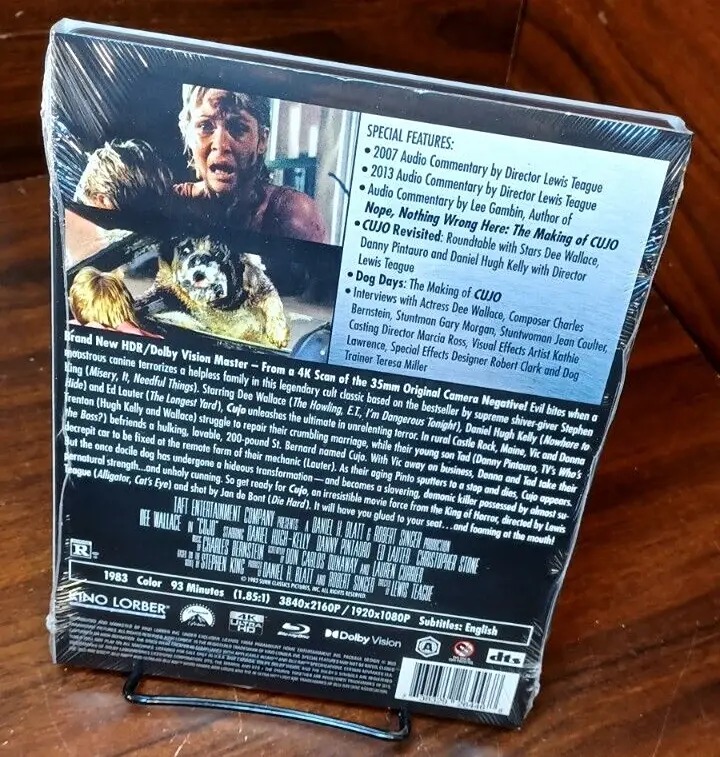 SPECIAL FEATURES:
• 2007 Audio Commentary by Director Lewis Teague
• 2013 Audio Commentary by Director Lewis Teague
• Audio Commentary by Lee Gambin, Author of
Nope, Nothing Wrong Here: The Making of CUJO
• CUJO Revisited: Roundtable with Stars Dee Wallace,
Danny Pintauro and Daniel Hugh Kelly with Director
Lewis Teague
• Dog Days: The Making of CUJO
• Interviews with Actress Dee Wallace, Composer Charles
Bernstein, Stuntman Gary Morgan, Stuntwoman Jean Coulter,
Casting Director Marcia Ross, Visual Effects Artist Kathie
Lawrence, Special Effects Designer Robert Clark and Dog
Trainer Teresa Miller
Brand New HDR/Dolby Vision Master – From a 4K Scan of the 35mm Original Camera Negative! Evil bites when a
monstrous canine terrorizes a helpless family in this legendary cult classic based on the bestseller by supreme shiver-giver Stephen
King (Misery, It, Needful Things). Starring Dee Wallace (The Howling, E.T., I'm Dangerous Tonight), Daniel Hugh Kelly (Nowhere to
Hide) and Ed Lauter (The Longest Yard), Cujo unleashes the ultimate in unrelenting terror. In rural Castle Rock, Maine, Vic and Donna
Trenton (Hugh Kelly and Wallace) struggle to repair their crumbling marriage, while their young son Tad (Danny Pintauro, TV's Who's
the Boss?) befriends a hulking, lovable, 200-pound St. Bernard named Cujo. With Vic away on business, Donna and Tad take their
decrepit car to be fixed at the remote farm of their mechanic (Lauter). As their aging Pinto sputters to a stop and dies, Cujo appears.
But the once docile dog has undergone a hideous transformation—and becomes a slavering, demonic killer possessed by almost su-
pernatural strength...and unholy cunning. So get ready for Cujo, an irresistible movie force from the King of Horror, directed by Lewis
Teague (Alligator, Cat's Eye) and shot by Jan de Bont (Die Hard). It will have you glued to your seat...and foaming at the mouth!
TAFT ENTERTAINMENT COMPANY PRESENTS A DANIEL H. BLATT & ROBERT SINGER PRODUCTION
DEE WALLACE IN "CUJO" STARRING DANIEL HUGH-KELLY DANNY PINTAURO ED LAUTER CHRISTOPHER STONE
MUSIC BY CHARLES BERNSTEIN SCREENPLAY BY DON CARLOS DUNAWAY AND LAUREN CURRIER
BASED ON THE NOVEL BY STEPHEN KING PRODUCED BY DANIEL H. BLATT AND ROBERT SINGER DIRECTED BY LEWIS TEAGUE
© 1983 SUNN CLASSICS PICTURES, INC. ALL RIGHTS RESERVED.
R
1983 Color 93 Minutes (1.85:1) 3840x2160P / 1920x1080P Subtitles: English
KINO LORBER Paramount 4K ULTRA HD Blu-ray Dolby Vision A dts